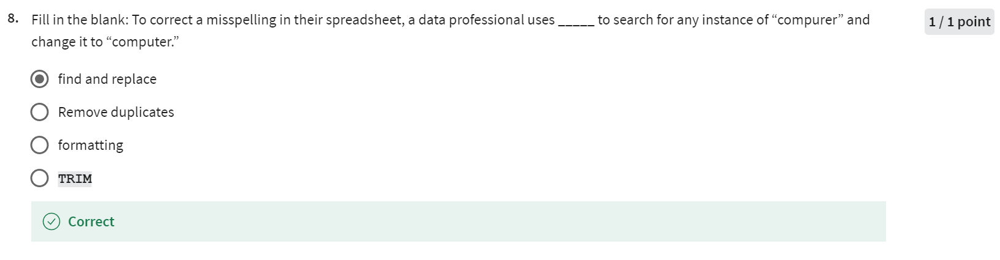 8. Fill in the blank: To correct a misspelling in their spreadsheet, a data professional uses _____ to search for any instance of “compurer” and 1 / 1 point
change it to “computer.”
find and replace
Remove duplicates
formatting
TRIM
Correct